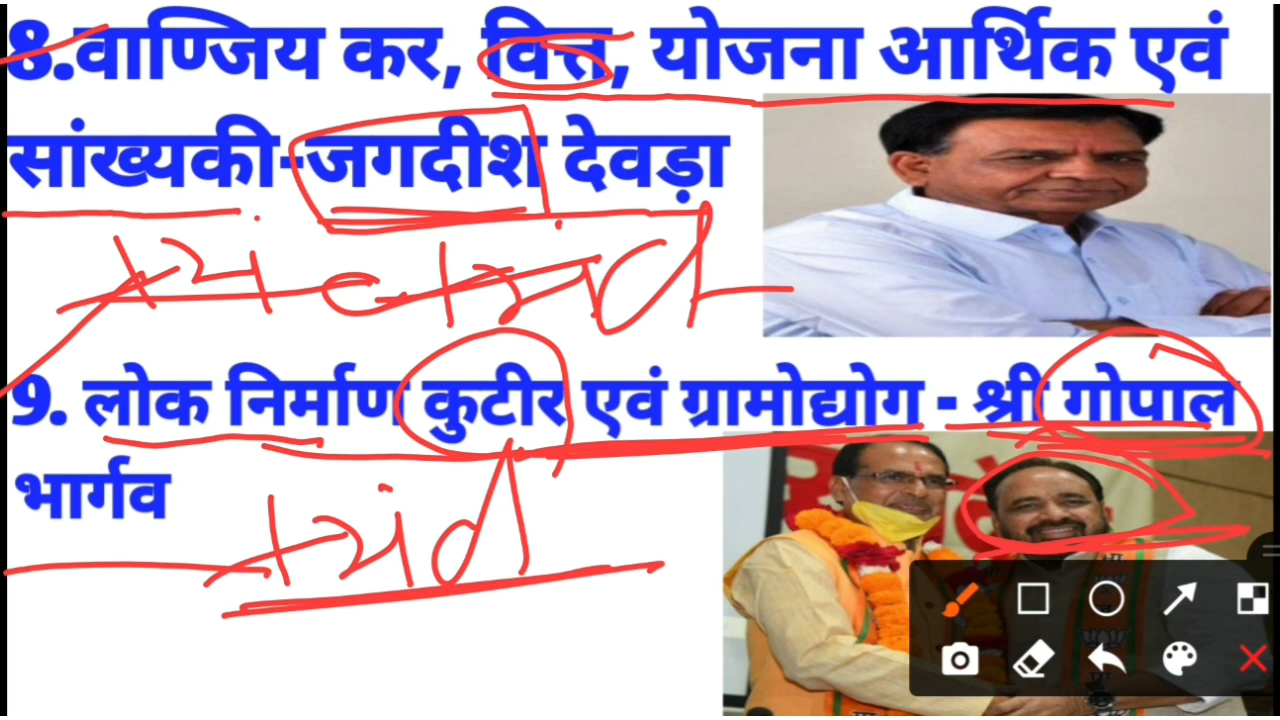 8.वाणिज्य कर, वित्त, योजना आर्थिक एवं
सांख्यकी-जगदीश देवड़ा
9. लोक निर्माण कुटीर एवं ग्रामोद्योग - श्री गोपाल
भार्गव